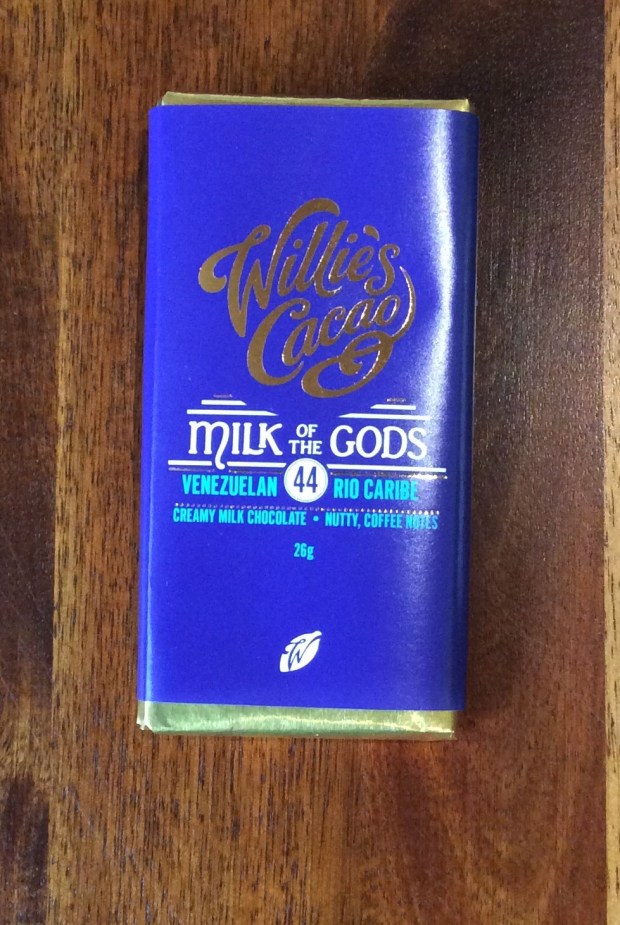 Willie's
Cacao
MILK OF THE GODS
VENEZUELAN 44 RIO CARIBE
CREAMY MILK CHOCOLATE • NUTTY, COFFEE NOTES
26g
W